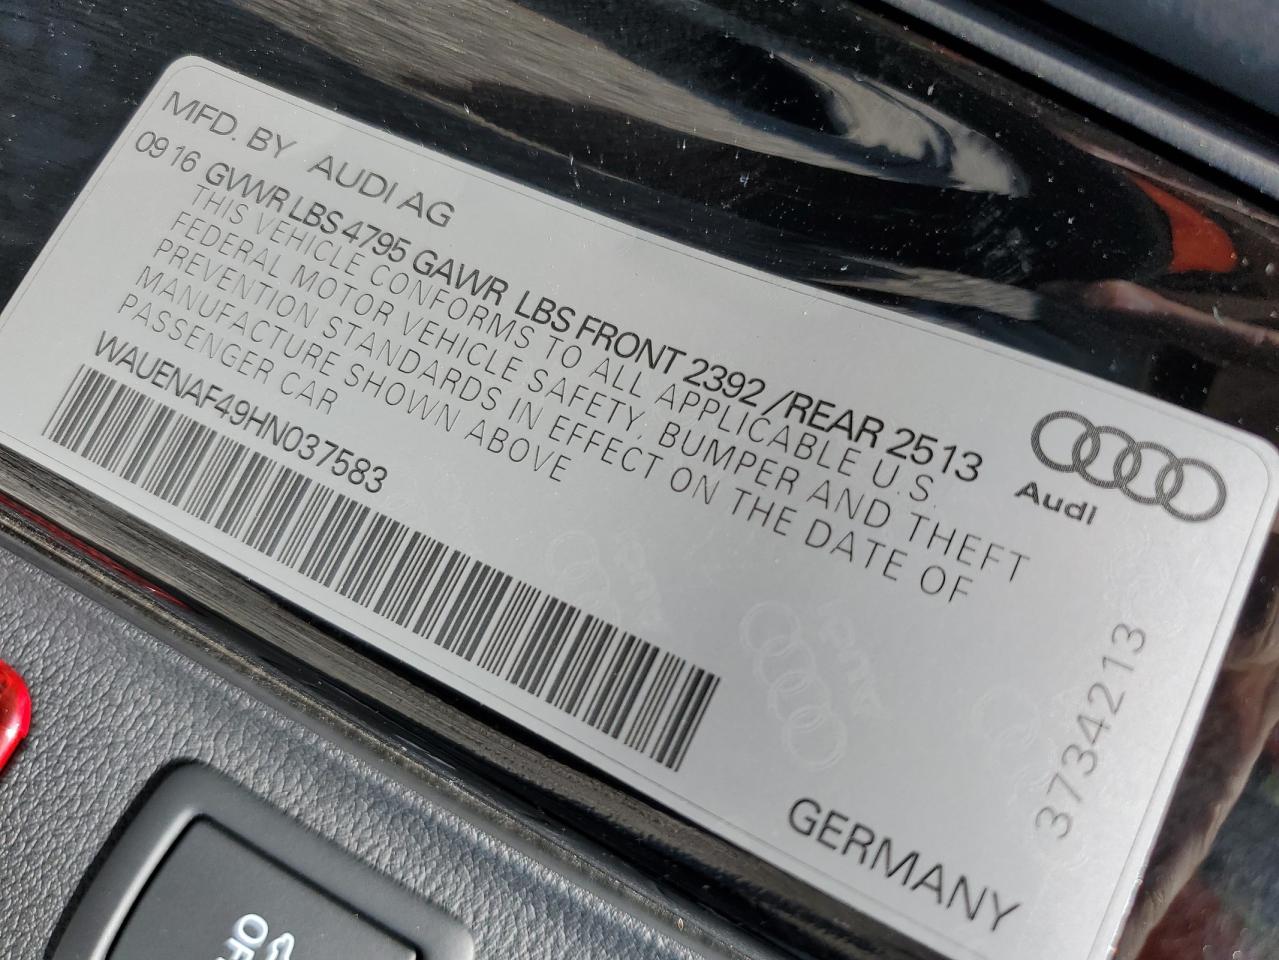 MFD. BY AUDI AG
09 16 GVWR LBS 4795 GAWR LBS FRONT 2392 /REAR 2513
THIS VEHICLE CONFORMS TO ALL APPLICABLE U.S
FEDERAL MOTOR VEHICLE SAFETY, BUMPER AND THEFT
PREVENTION STANDARDS IN EFFECT ON THE DATE OF
MANUFACTURE SHOWN ABOVE
PASSENGER CAR
WAUENAF49HN037583
Audi
3734213
GERMANY